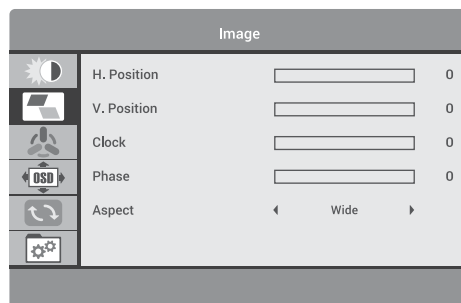 Image
H. Position 0
V. Position 0
Clock 0
Phase 0
OSD
Aspect Wide